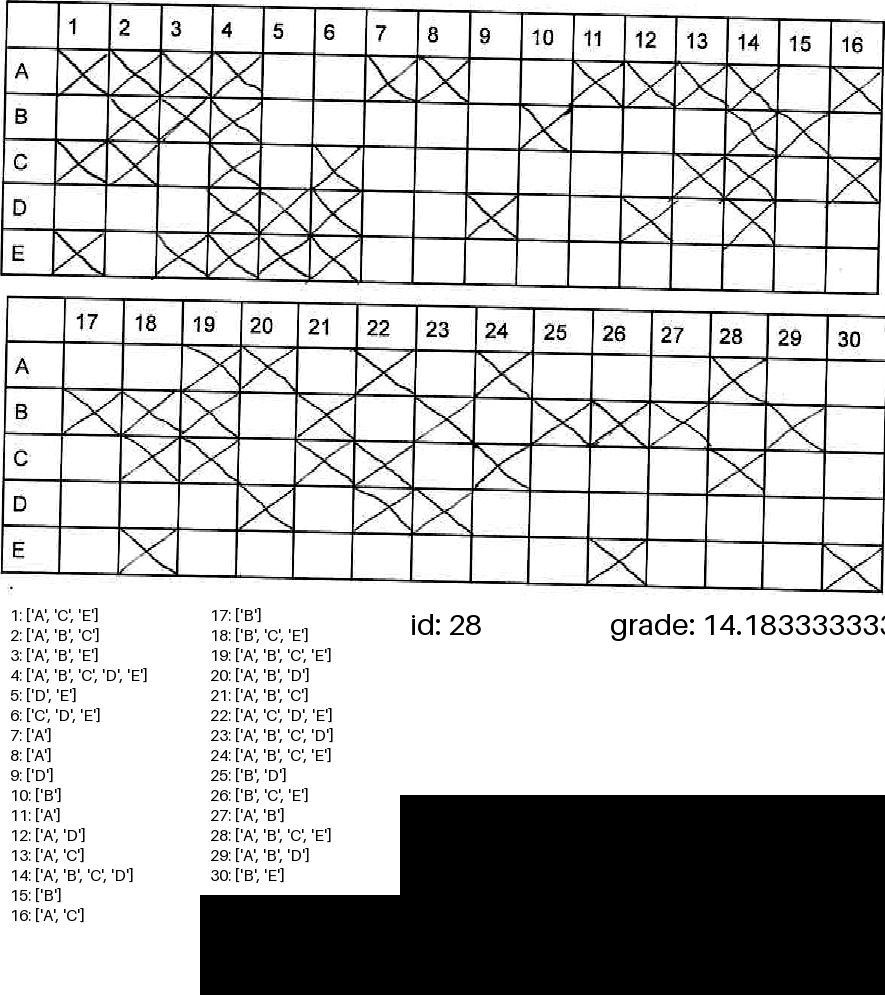 1 2 3 4 5 6 7 8 9 10 11 12 13 14 15 16
A
B
C
D
E
17 18 19 20 21 22 23 24 25 26 27 28 29 30
A
B
C
D
E
1: ['A', 'C', 'E']
2: ['A', 'B', 'C']
3: ['A', 'B', 'E']
4: ['A', 'B', 'C', 'D', 'E']
5: ['D', 'E']
6: ['C', 'D', 'E']
7: ['A']
8: ['A']
9: ['D']
10: ['B']
11: ['A']
12: ['A', 'D']
13: ['A', 'C']
14: ['A', 'B', 'C', 'D']
15: ['B']
16: ['A', 'C']
17: ['B']
18: ['B', 'C', 'E']
19: ['A', 'B', 'C', 'E']
20: ['A', 'B', 'D']
21: ['A', 'B', 'C']
22: ['A', 'C', 'D', 'E']
23: ['A', 'B', 'C', 'D']
24: ['A', 'B', 'C', 'E']
25: ['B', 'D']
26: ['B', 'C', 'E']
27: ['A', 'B']
28: ['A', 'B', 'C', 'E']
29: ['A', 'B', 'D']
30: ['B', 'E']
id: 28
grade: 14.183333333